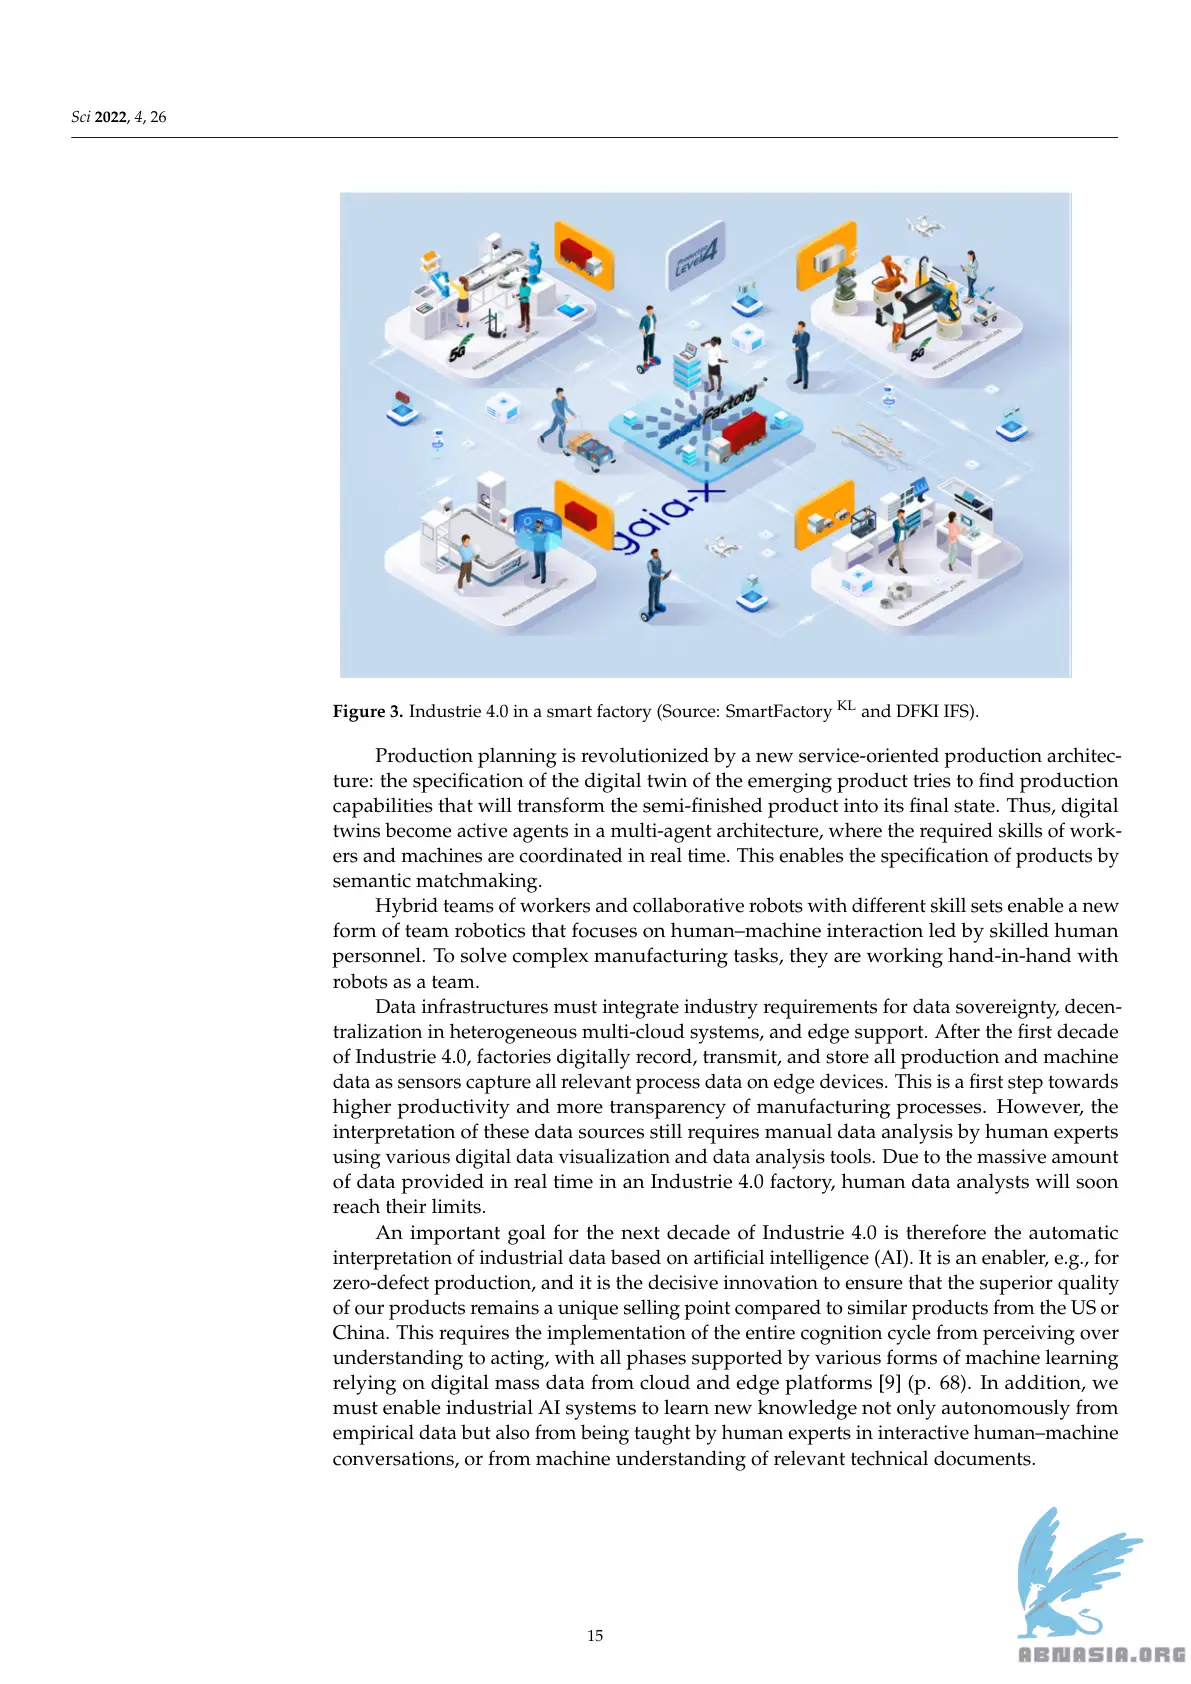 Sci 2022, 4, 26
Production
LEVEL4
5G
5G
SmartFactory
gaia-x
LEVEL4
Figure 3. Industrie 4.0 in a smart factory (Source: SmartFactory KL and DFKI IFS).
Production planning is revolutionized by a new service-oriented production architec-
ture: the specification of the digital twin of the emerging product tries to find production
capabilities that will transform the semi-finished product into its final state. Thus, digital
twins become active agents in a multi-agent architecture, where the required skills of work-
ers and machines are coordinated in real time. This enables the specification of products by
semantic matchmaking.
Hybrid teams of workers and collaborative robots with different skill sets enable a new
form of team robotics that focuses on human–machine interaction led by skilled human
personnel. To solve complex manufacturing tasks, they are working hand-in-hand with
robots as a team.
Data infrastructures must integrate industry requirements for data sovereignty, decen-
tralization in heterogeneous multi-cloud systems, and edge support. After the first decade
of Industrie 4.0, factories digitally record, transmit, and store all production and machine
data as sensors capture all relevant process data on edge devices. This is a first step towards
higher productivity and more transparency of manufacturing processes. However, the
interpretation of these data sources still requires manual data analysis by human experts
using various digital data visualization and data analysis tools. Due to the massive amount
of data provided in real time in an Industrie 4.0 factory, human data analysts will soon
reach their limits.
An important goal for the next decade of Industrie 4.0 is therefore the automatic
interpretation of industrial data based on artificial intelligence (AI). It is an enabler, e.g., for
zero-defect production, and it is the decisive innovation to ensure that the superior quality
of our products remains a unique selling point compared to similar products from the US or
China. This requires the implementation of the entire cognition cycle from perceiving over
understanding to acting, with all phases supported by various forms of machine learning
relying on digital mass data from cloud and edge platforms [9] (p. 68). In addition, we
must enable industrial AI systems to learn new knowledge not only autonomously from
empirical data but also from being taught by human experts in interactive human–machine
conversations, or from machine understanding of relevant technical documents.
15
ABNASIA.ORG